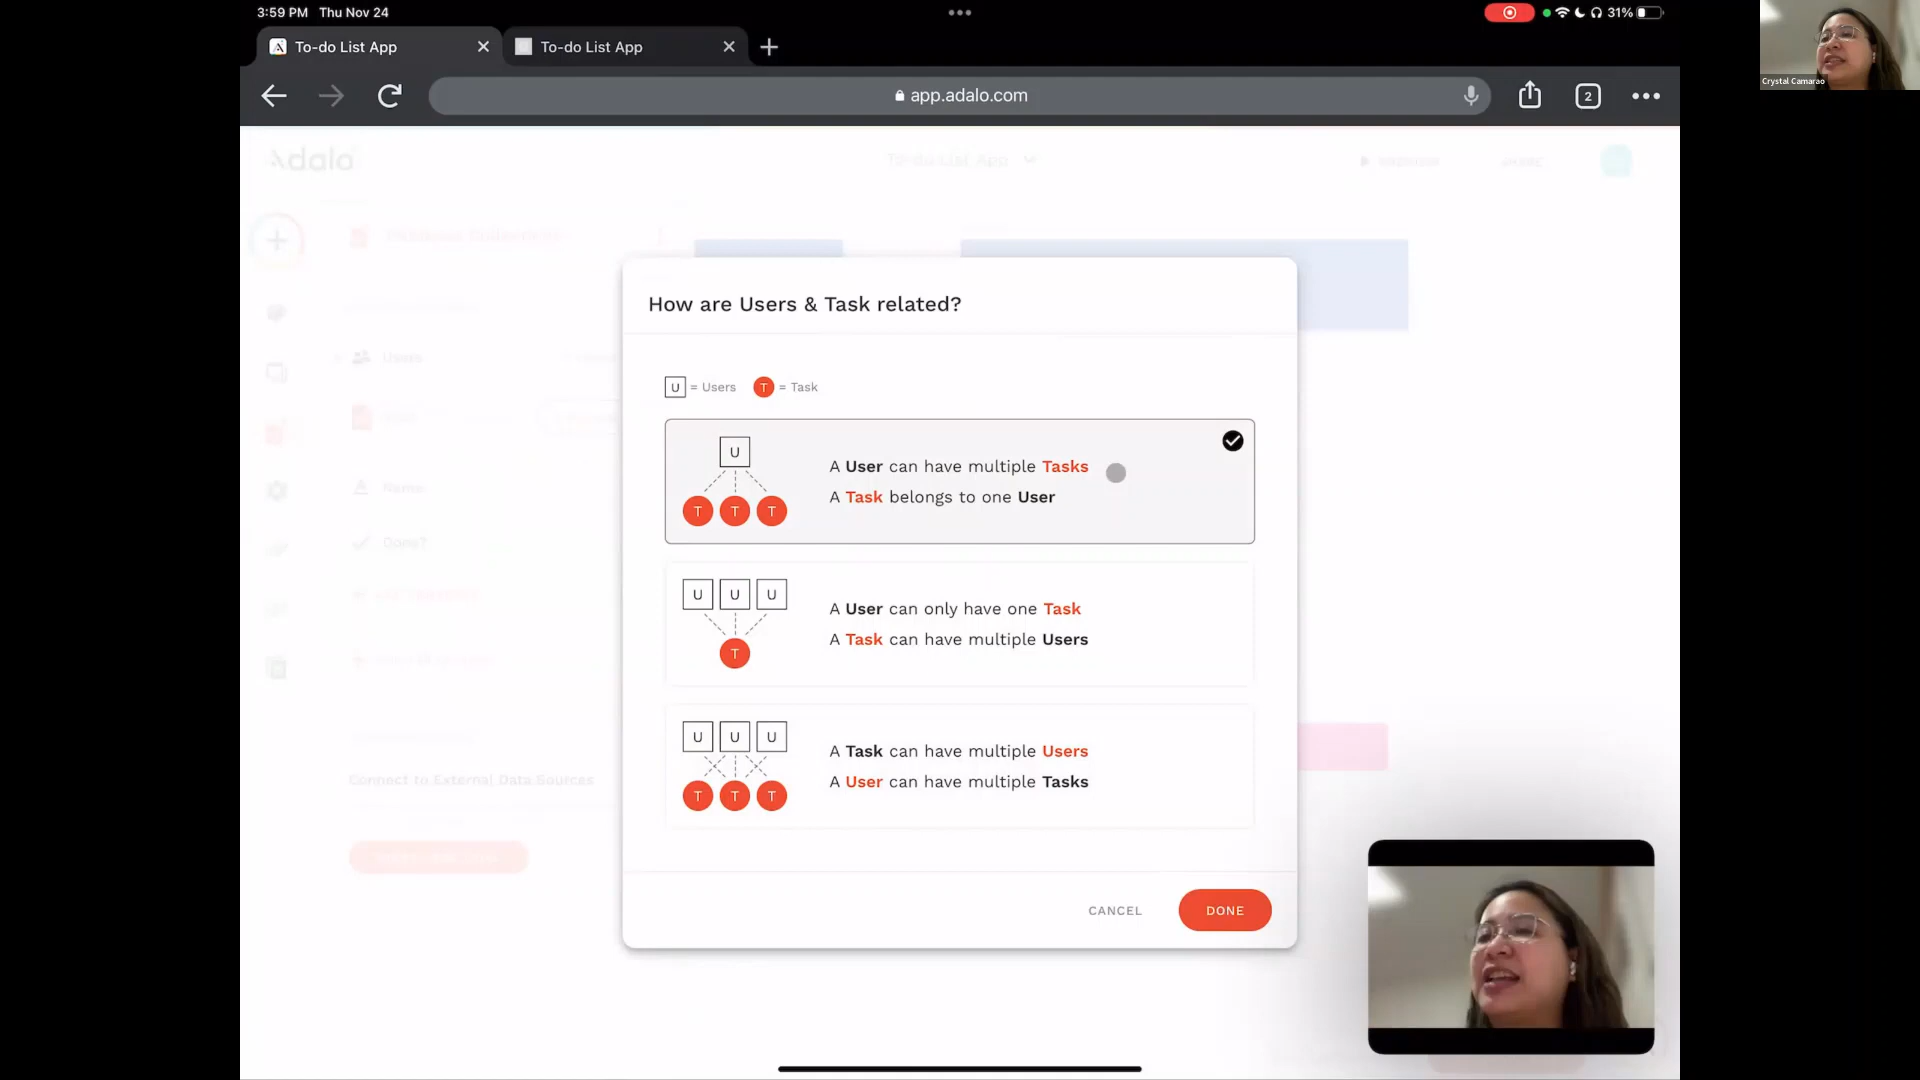 3:59 PM Thu Nov 24
31%
To-do List App
To-do List App
app.adalo.com
2
Crystal Camarao
Adalo
To-do List App
PREVIEW
SHARE
How are Users & Task related?
U = Users T = Task
Users
U
A User can have multiple Tasks
T T T
A Task belongs to one User
Name
Done?
U U U
A User can only have one Task
T
A Task can have multiple Users
U U U
A Task can have multiple Users
T T T
A User can have multiple Tasks
Connect to External Data Sources
CANCEL
DONE